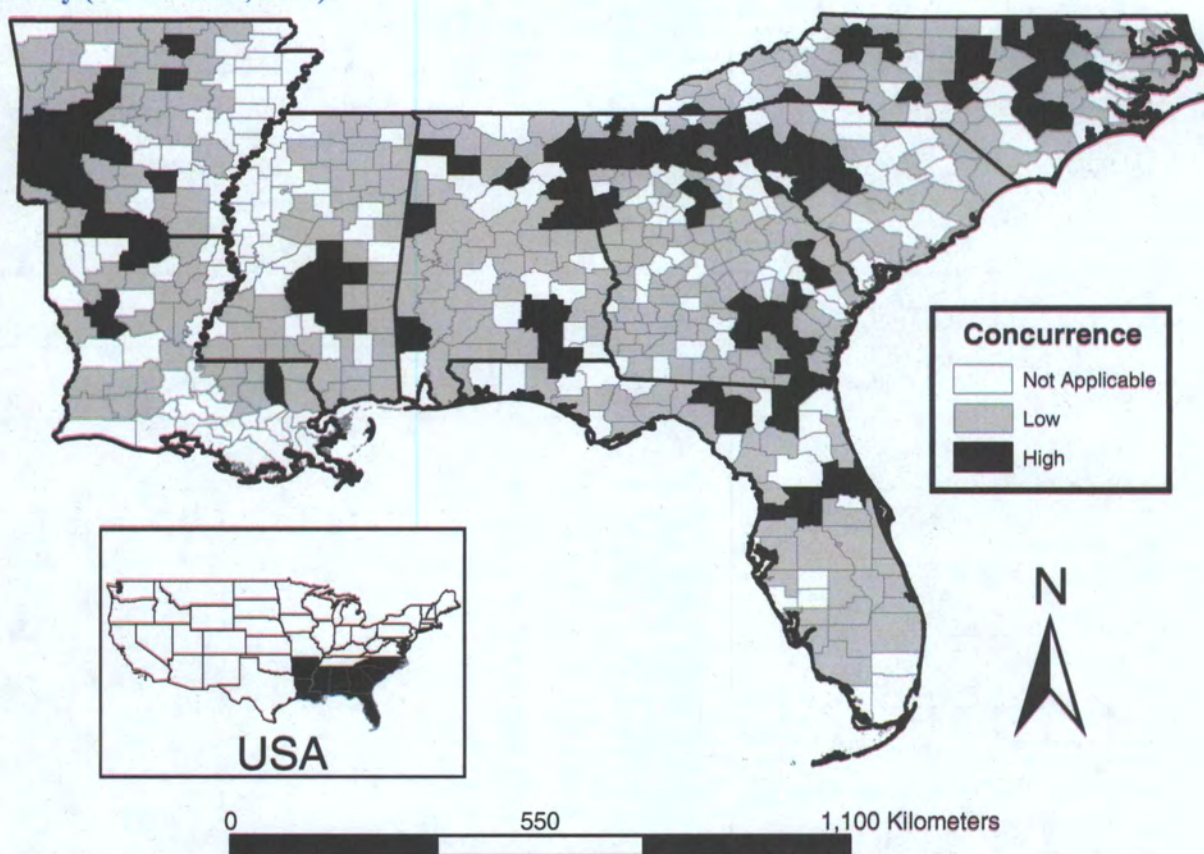 Concurrence
Not Applicable
Low
High
N
USA
0 550 1,100 Kilometers